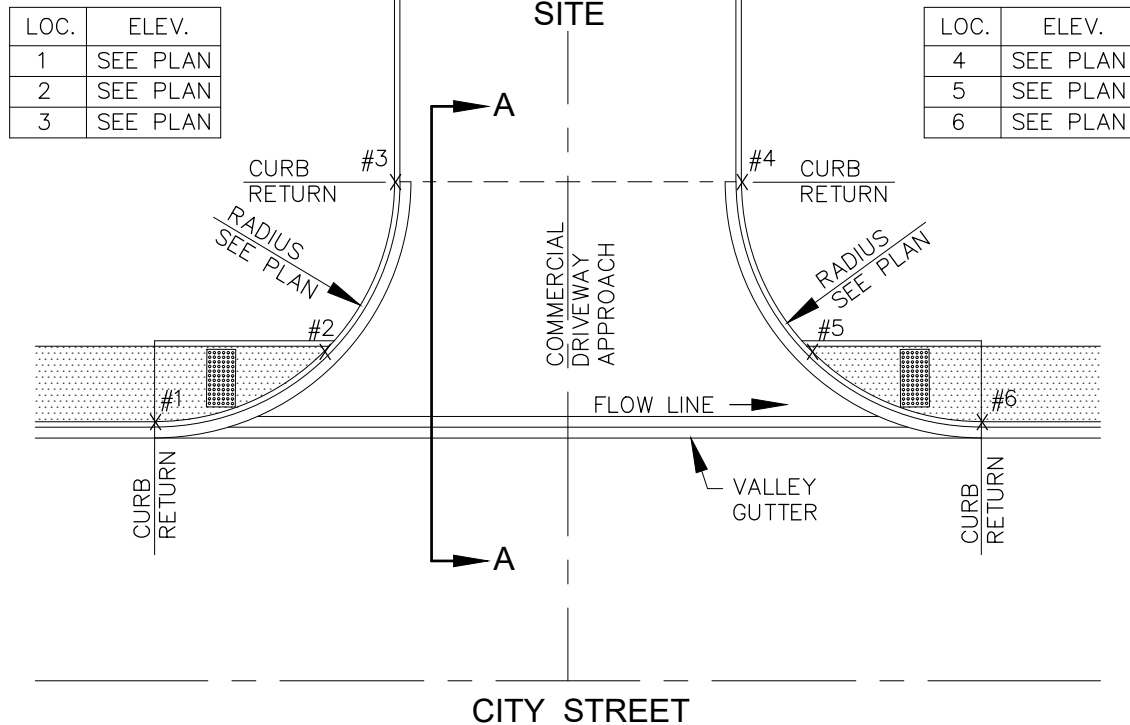 SITE
LOC. ELEV.
1 SEE PLAN
2 SEE PLAN
3 SEE PLAN
LOC. ELEV.
4 SEE PLAN
5 SEE PLAN
6 SEE PLAN
A
#3
CURB
RETURN
#4
CURB
RETURN
RADIUS
SEE PLAN
COMMERCIAL
DRIVEWAY
APPROACH
RADIUS
SEE PLAN
#2
#5
#1
FLOW LINE
#6
CURB
RETURN
VALLEY
GUTTER
CURB
RETURN
A
CITY STREET